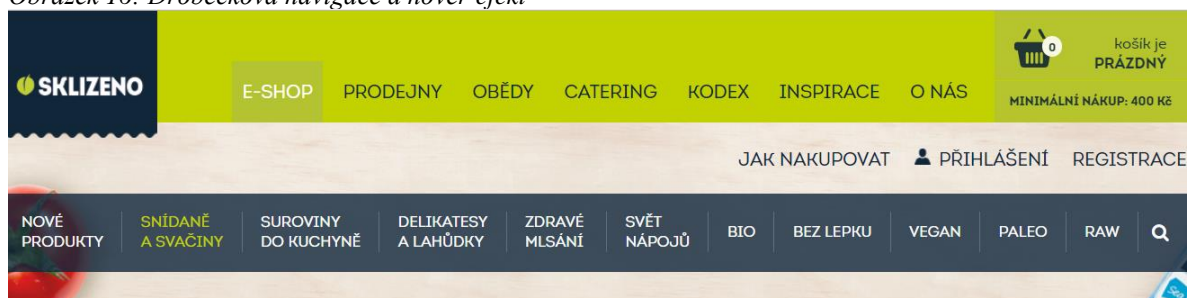 Obrázek 16: Drobečková navigace a hover efekt
košík je
0
PRÁZDNÝ
SKLIZENO
E-SHOP PRODEJNY OBĚDY CATERING KODEX INSPIRACE O NÁS
MINIMÁLNÍ NÁKUP: 400 Kč
JAK NAKUPOVAT PŘIHLÁŠENÍ REGISTRACE
NOVÉ SNÍDANĚ SUROVINY DELIKATESY ZDRAVÉ SVĚT
PRODUKTY A SVAČINY DO KUCHYNĚ A LAHŮDKY MLSÁNÍ NÁPOJŮ BIO BEZ LEPKU VEGAN PALEO RAW